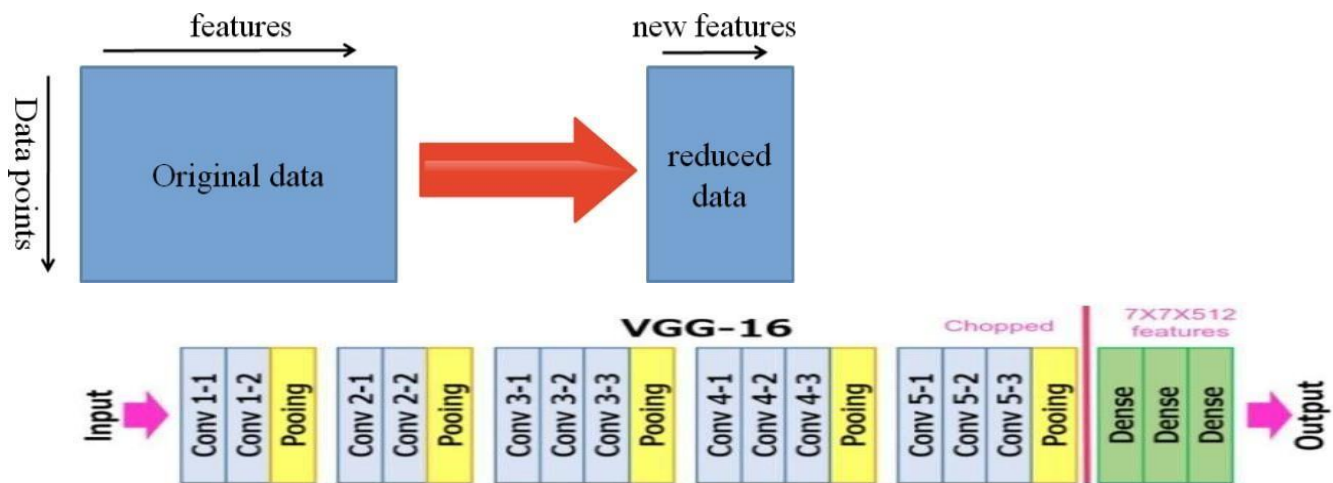 features
new features
Data points
Original data
reduced
data
VGG-16
Chopped
7X7X512
features
Input
Conv 1-1
Conv 1-2
Pooing
Conv 2-1
Conv 2-2
Pooing
Conv 3-1
Conv 3-2
Conv 3-3
Pooing
Conv 4-1
Conv 4-2
Conv 4-3
Pooing
Conv 5-1
Conv 5-2
Conv 5-3
Pooing
Dense
Dense
Dense
Output